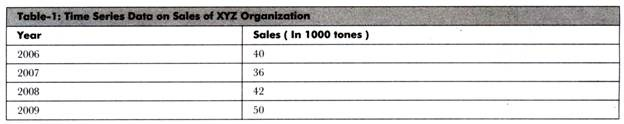 Table-1: Time Series Data on Sales of XYZ Organization
Year Sales ( In 1000 tones )
2006 40
2007 36
2008 42
2009 50